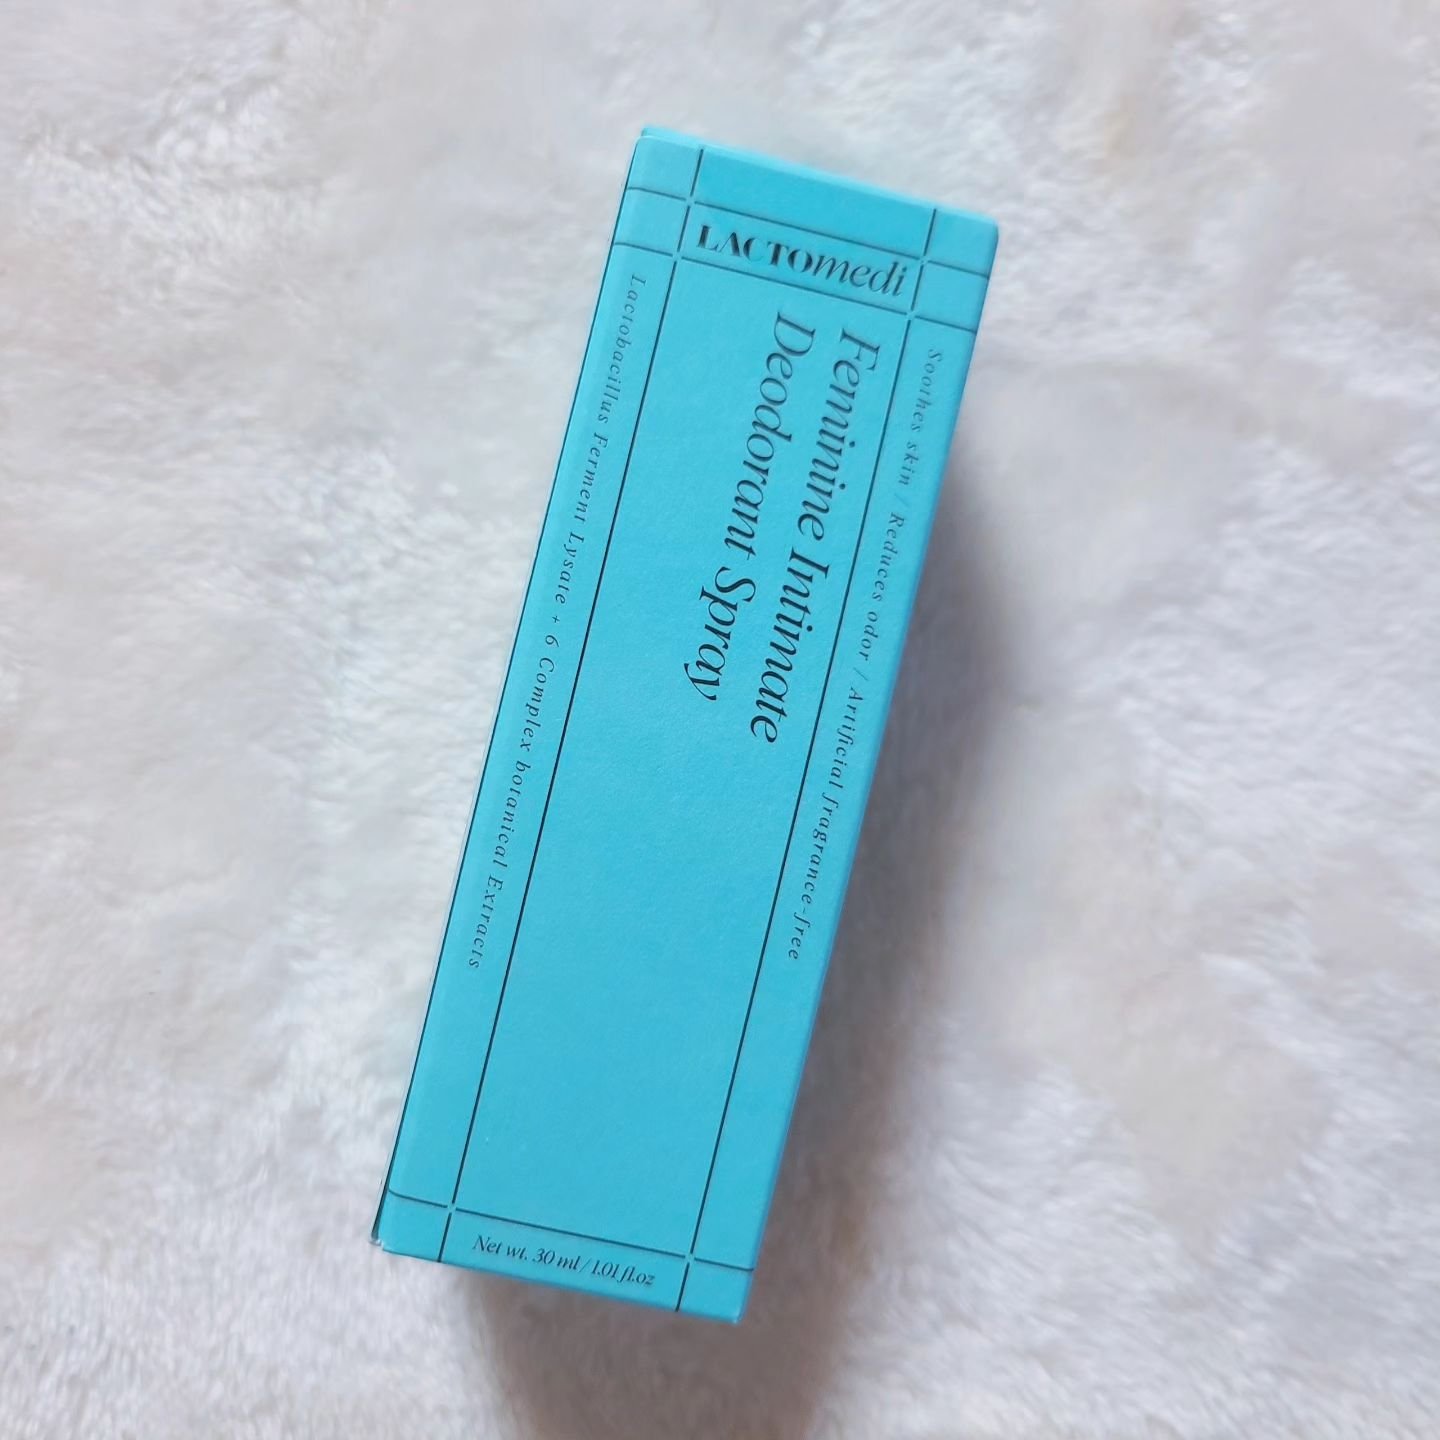 LACTOmedi
Soothes skin / Reduces odor / Artificial fragrance-free
Feminine Intimate
Deodorant Spray
Lactobacillus Ferment Lysate + 6 Complex botanical Extracts
Net wt. 30 ml / 1.01 fl.oz